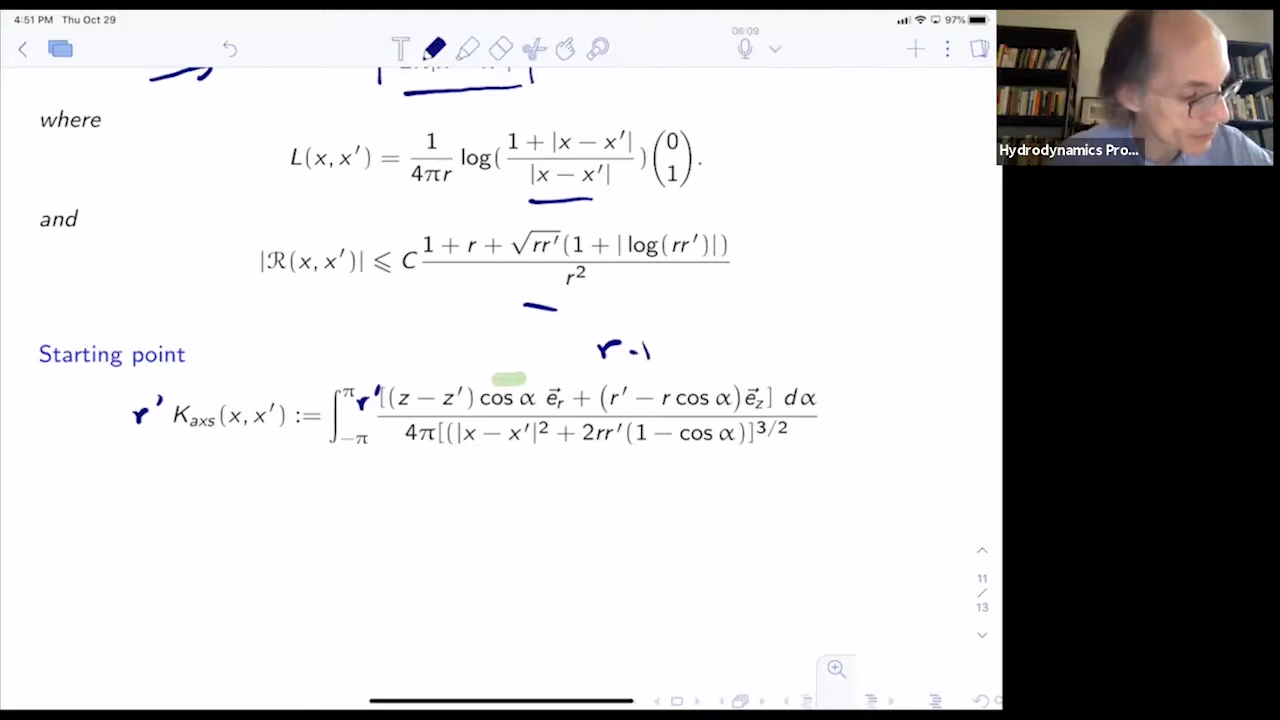 4:51 PM Thu Oct 29
97%
06:09
Hydrodynamics Pro...
where
L(x, x′) = 1/4πr log( 1 + |x − x′| / |x − x′| ) (0 1).
and
|ℛ(x, x′)| ⩽ C 1 + r + √rr′(1 + | log(rr′)|) / r²
r ~ 1
Starting point
r′ K_axs(x, x′) := ∫_−π^π r′ [(z − z′) cos α e⃗_r + (r′ − r cos α)e⃗_z] dα / 4π[(|x − x′|² + 2rr′(1 − cos α)]^3/2
11
/
13